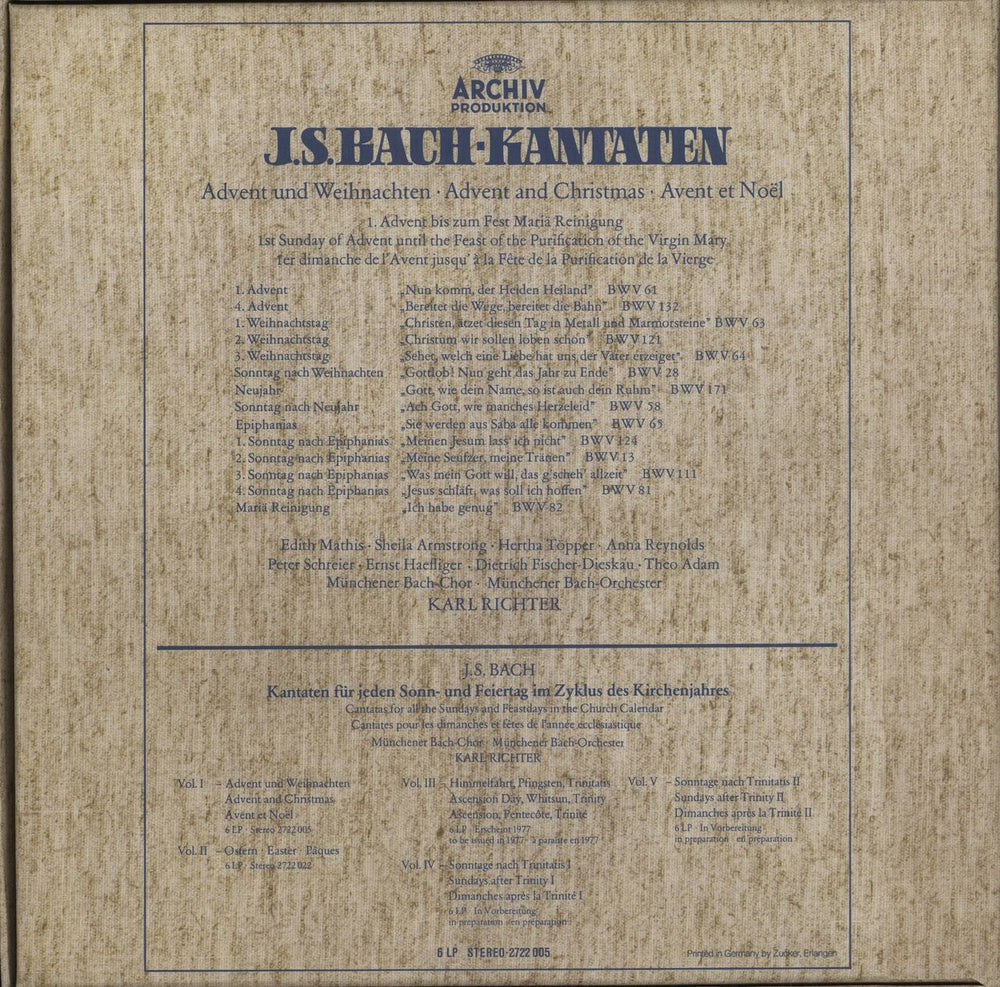 ARCHIV
PRODUKTION
J.S.BACH·KANTATEN
Advent und Weihnachten · Advent and Christmas · Avent et Noël
1. Advent bis zum Fest Mariä Reinigung
1st Sunday of Advent until the Feast of the Purification of the Virgin Mary
1er dimanche de l'Avent jusqu' à la Fête de la Purification de la Vierge
1. Advent „Nun komm, der Heiden Heiland” BWV 61
4. Advent „Bereitet die Wege, bereitet die Bahn” BWV 132
1. Weihnachtstag „Christen, ätzet diesen Tag in Metall und Marmorsteine” BWV 63
2. Weihnachtstag „Christum wir sollen loben schon” BWV 121
3. Weihnachtstag „Sehet, welch eine Liebe hat uns der Vater erzeiget” BWV 64
Sonntag nach Weihnachten „Gottlob! Nun geht das Jahr zu Ende” BWV 28
Neujahr „Gott, wie dein Name, so ist auch dein Ruhm” BWV 171
Sonntag nach Neujahr „Ach Gott, wie manches Herzeleid” BWV 58
Epiphanias „Sie werden aus Saba alle kommen” BWV 65
1. Sonntag nach Epiphanias „Meinen Jesum lass' ich nicht” BWV 124
2. Sonntag nach Epiphanias „Meine Seufzer, meine Tränen” BWV 13
3. Sonntag nach Epiphanias „Was mein Gott will, das g'scheh' allzeit” BWV 111
4. Sonntag nach Epiphanias „Jesus schläft, was soll ich hoffen” BWV 81
Mariä Reinigung „Ich habe genug” BWV 82
Edith Mathis · Sheila Armstrong · Hertha Töpper · Anna Reynolds
Peter Schreier · Ernst Haefliger · Dietrich Fischer-Dieskau · Theo Adam
Münchener Bach-Chor · Münchener Bach-Orchester
KARL RICHTER
J.S. BACH
Kantaten für jeden Sonn- und Feiertag im Zyklus des Kirchenjahres
Cantatas for all the Sundays and Feastdays in the Church Calendar
Cantates pour les dimanches et fêtes de l'année ecclésiastique
Münchener Bach-Chor · Münchener Bach-Orchester
KARL RICHTER
Vol. I – Advent und Weihnachten
Advent and Christmas
Avent et Noël
6 LP · Stereo 2722 005
Vol. II – Ostern · Easter · Pâques
6 LP · Stereo 2722 022
Vol. III – Himmelfahrt, Pfingsten, Trinitatis
Ascension Day, Whitsun, Trinity
Ascension, Pentecôte, Trinité
6 LP · Erscheint 1977
to be issued in 1977 · à paraître en 1977
Vol. IV – Sonntage nach Trinitatis I
Sundays after Trinity I
Dimanches après la Trinité I
6 LP · In Vorbereitung
in preparation · en préparation
Vol. V – Sonntage nach Trinitatis II
Sundays after Trinity II
Dimanches après la Trinité II
6 LP · In Vorbereitung
in preparation · en préparation
6 LP STEREO·2722 005
Printed in Germany by Zucker, Erlangen